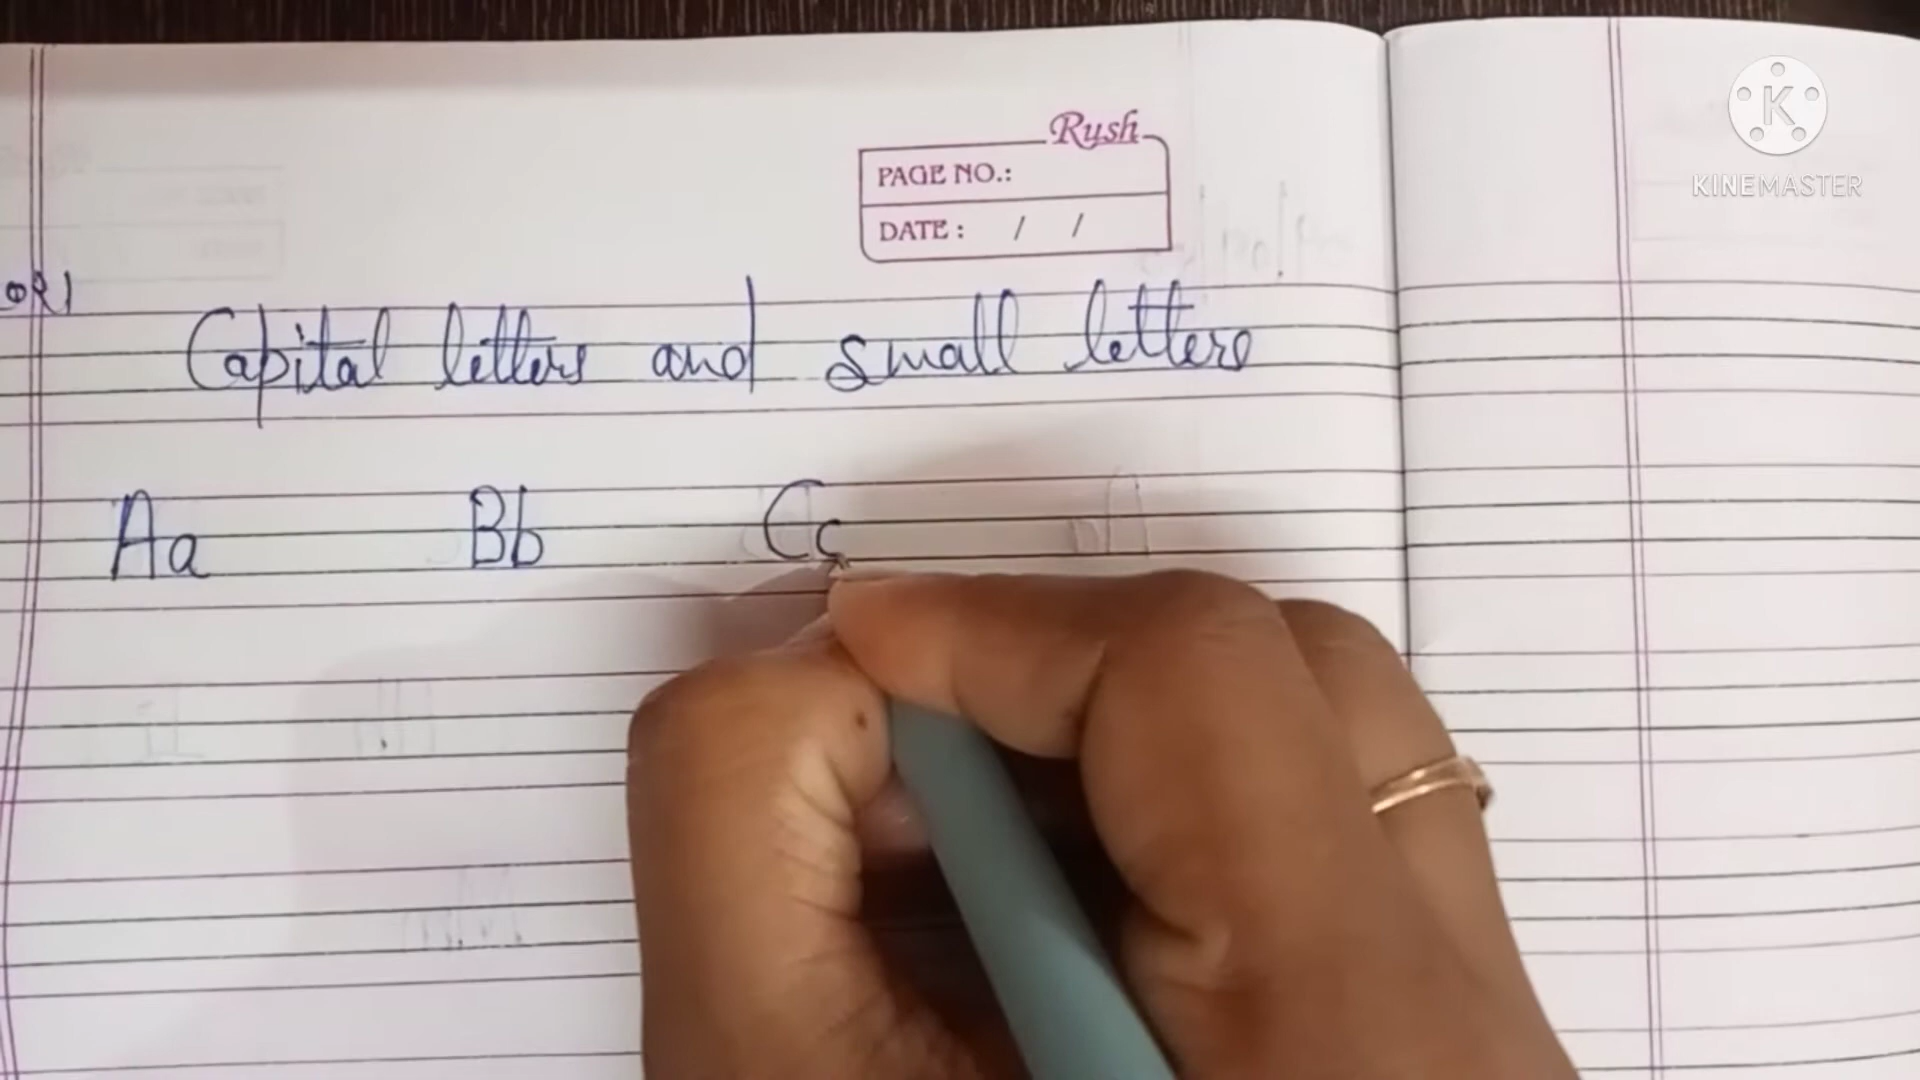 Rush
PAGE NO.:
DATE : / /
KINEMASTER
Capital letters and small letters
Aa Bb Cc